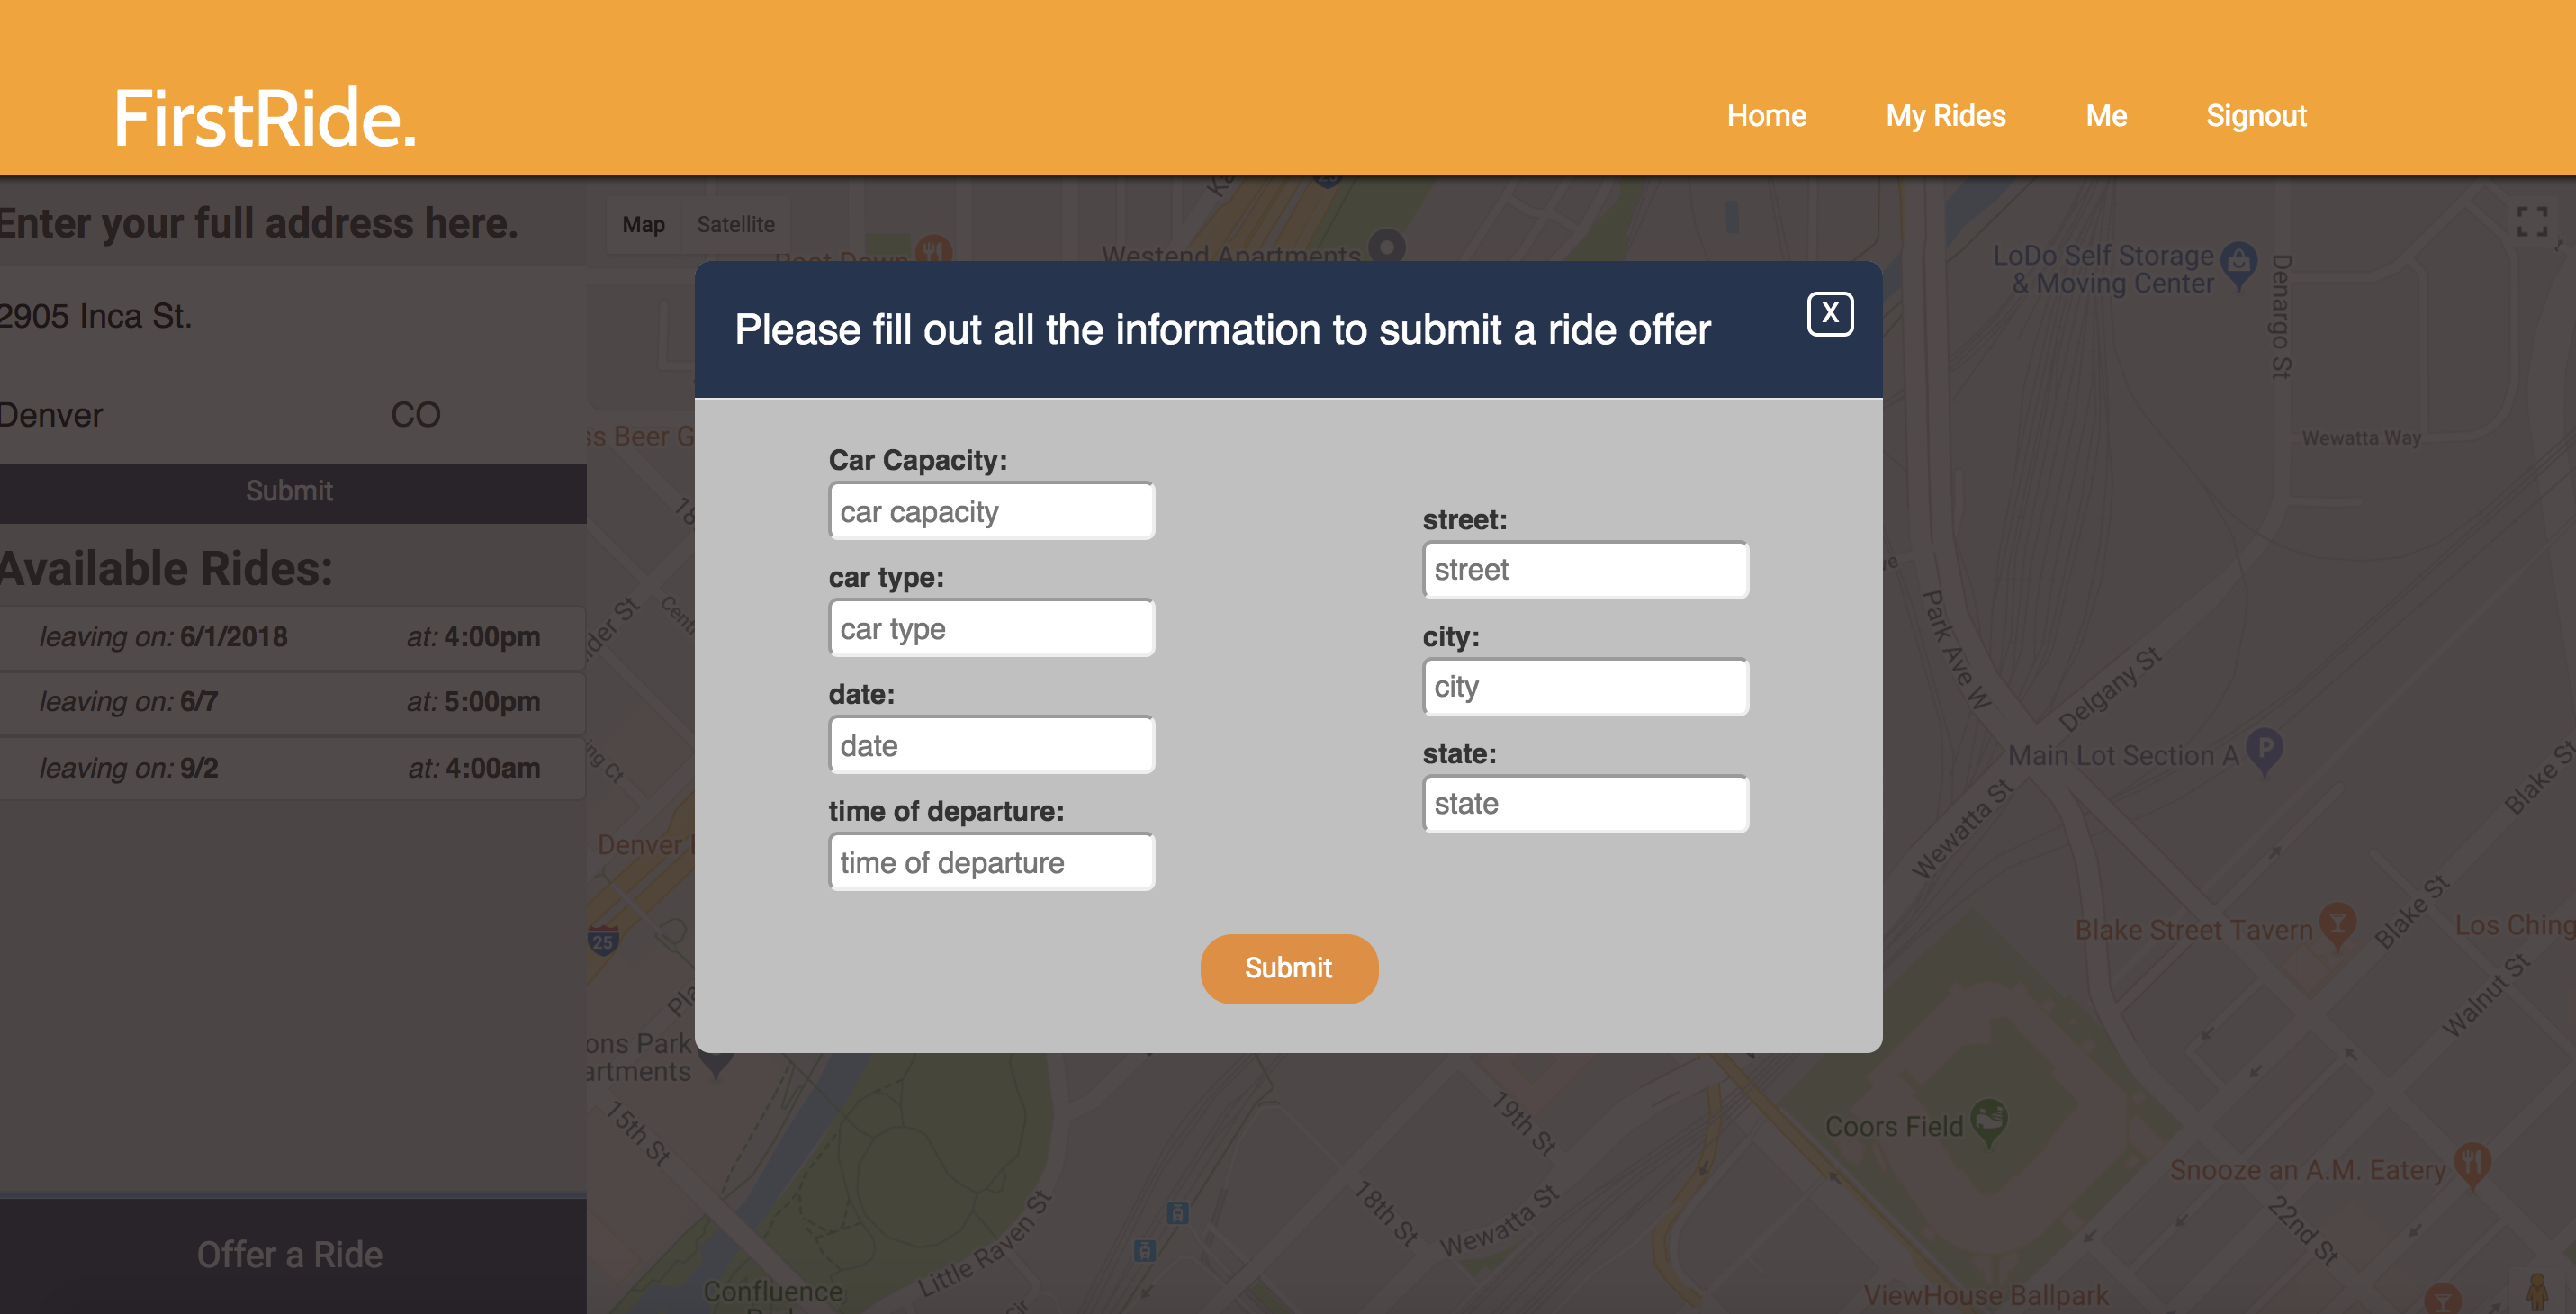 FirstRide.
Home
My Rides
Me
Signout
Enter your full address here.
2905 Inca St.
Denver
CO
Submit
Available Rides:
leaving on: 6/1/2018 at: 4:00pm
leaving on: 6/7 at: 5:00pm
leaving on: 9/2 at: 4:00am
Offer a Ride
Please fill out all the information to submit a ride offer
X
Car Capacity:
car capacity
car type:
car type
date:
date
time of departure:
time of departure
street:
street
city:
city
state:
state
Submit
Map
Satellite
Westend Apartments
LoDo Self Storage
& Moving Center
Denargo St
Wewatta Way
Park Ave W
Delgany St
Main Lot Section A
P
Wewatta St
Blake St
Blake Street Tavern
Blake St
Los Ching
Walnut St
Coors Field
Snooze an A.M. Eatery
22nd St
ViewHouse Ballpark
19th St
18th St
Wewatta St
Little Raven St
Confluence
15th St
25
Denver
ss Beer G
ons Park
artments